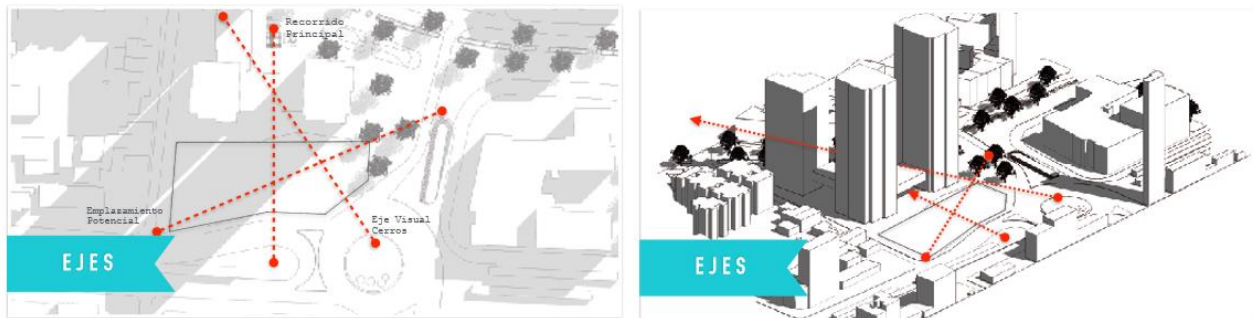 Recorrido
Principal
Emplazamiento
Potencial
Eje Visual
Cerros
EJES
EJES